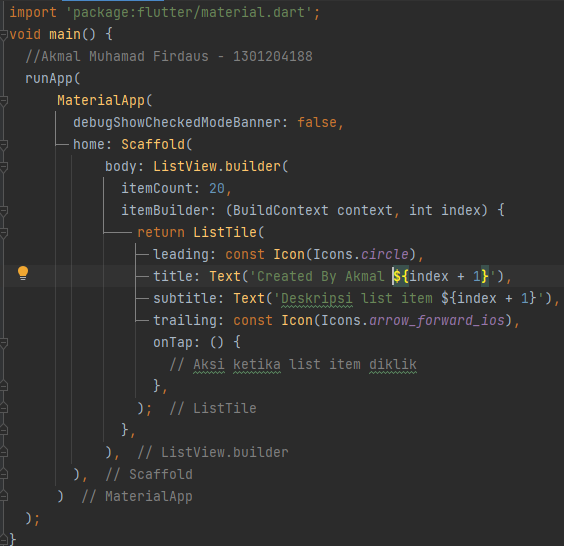 import 'package:flutter/material.dart';
void main() {
//Akmal Muhamad Firdaus - 1301204188
runApp(
MaterialApp(
debugShowCheckedModeBanner: false,
home: Scaffold(
body: ListView.builder(
itemCount: 20,
itemBuilder: (BuildContext context, int index) {
return ListTile(
leading: const Icon(Icons.circle),
title: Text('Created By Akmal ${index + 1}'),
subtitle: Text('Deskripsi list item ${index + 1}'),
trailing: const Icon(Icons.arrow_forward_ios),
onTap: () {
// Aksi ketika list item diklik
},
); // ListTile
},
), // ListView.builder
), // Scaffold
) // MaterialApp
);
}